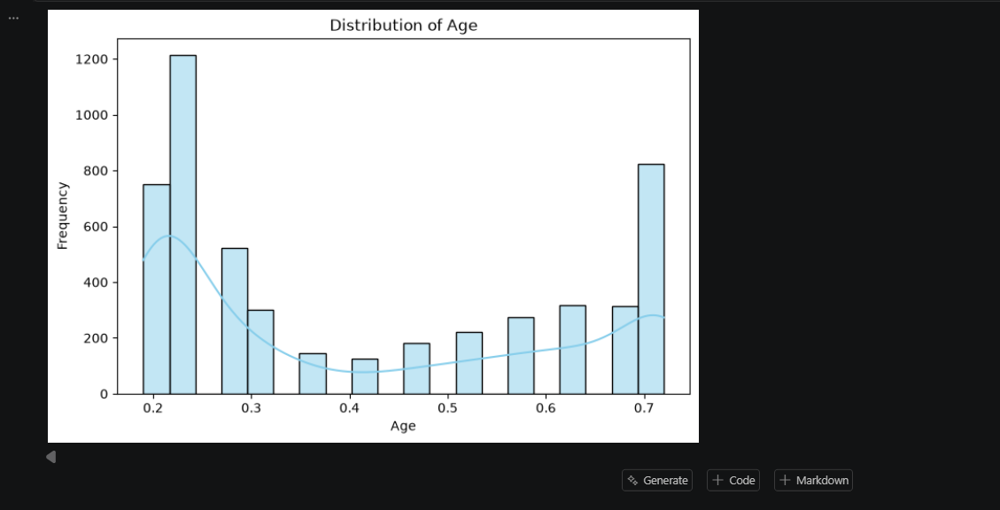 ...
Distribution of Age
1200
1000
800
600
400
200
0
Frequency
0.2 0.3 0.4 0.5 0.6 0.7
Age
Generate + Code + Markdown